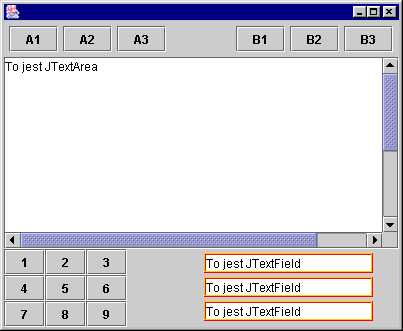 A1 A2 A3 B1 B2 B3
To jest JTextArea
1 2 3 To jest JTextField
4 5 6 To jest JTextField
7 8 9 To jest JTextField